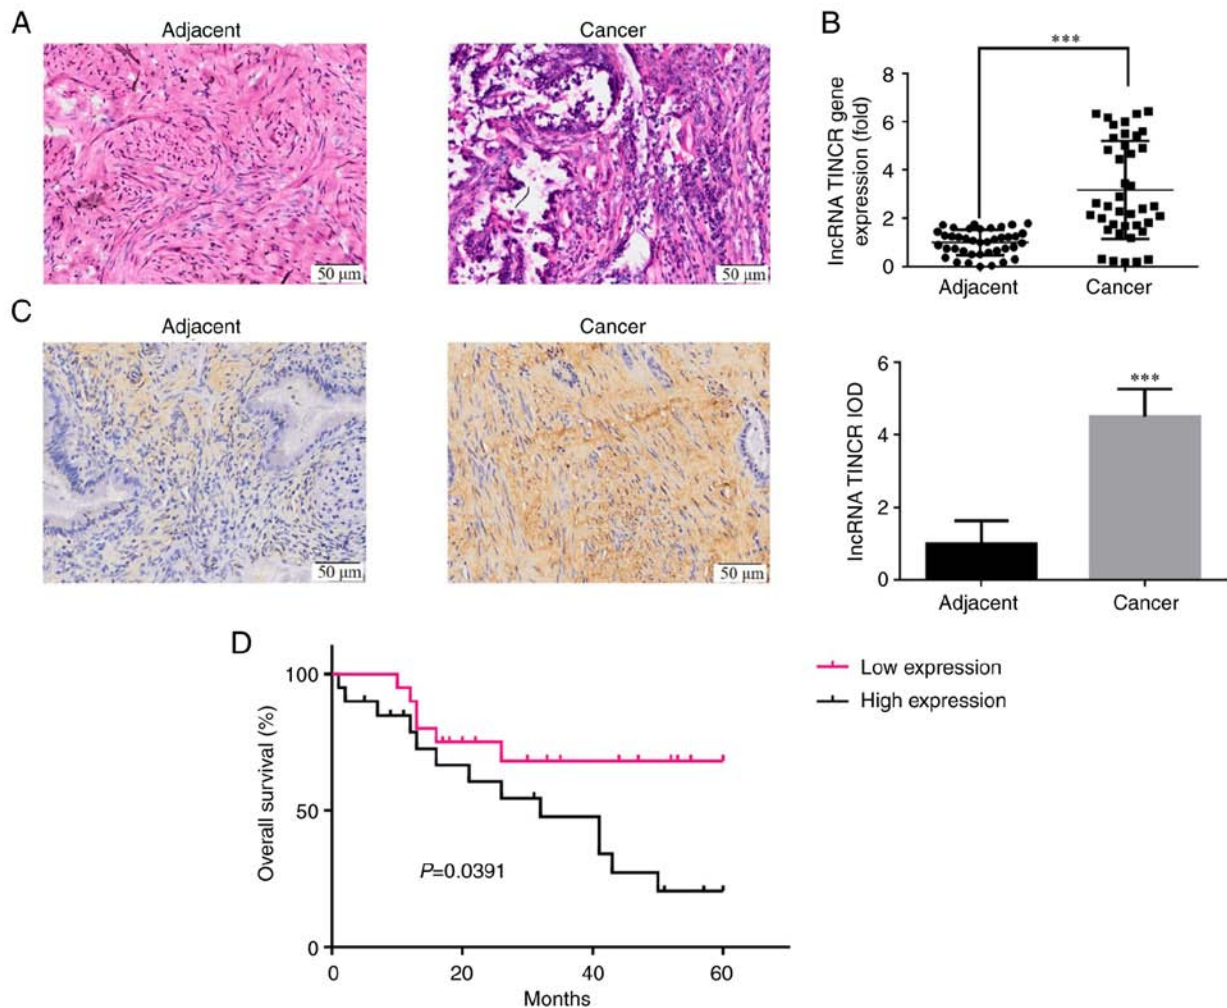 A
Adjacent
Cancer
50 μm
50 μm
B
***
lncRNA TINCR gene
expression (fold)
8
6
4
2
0
Adjacent
Cancer
C
Adjacent
Cancer
50 μm
50 μm
lncRNA TINCR IOD
6
4
2
0
***
Adjacent
Cancer
D
Overall survival (%)
100
50
0
P=0.0391
0
20
40
60
Months
Low expression
High expression